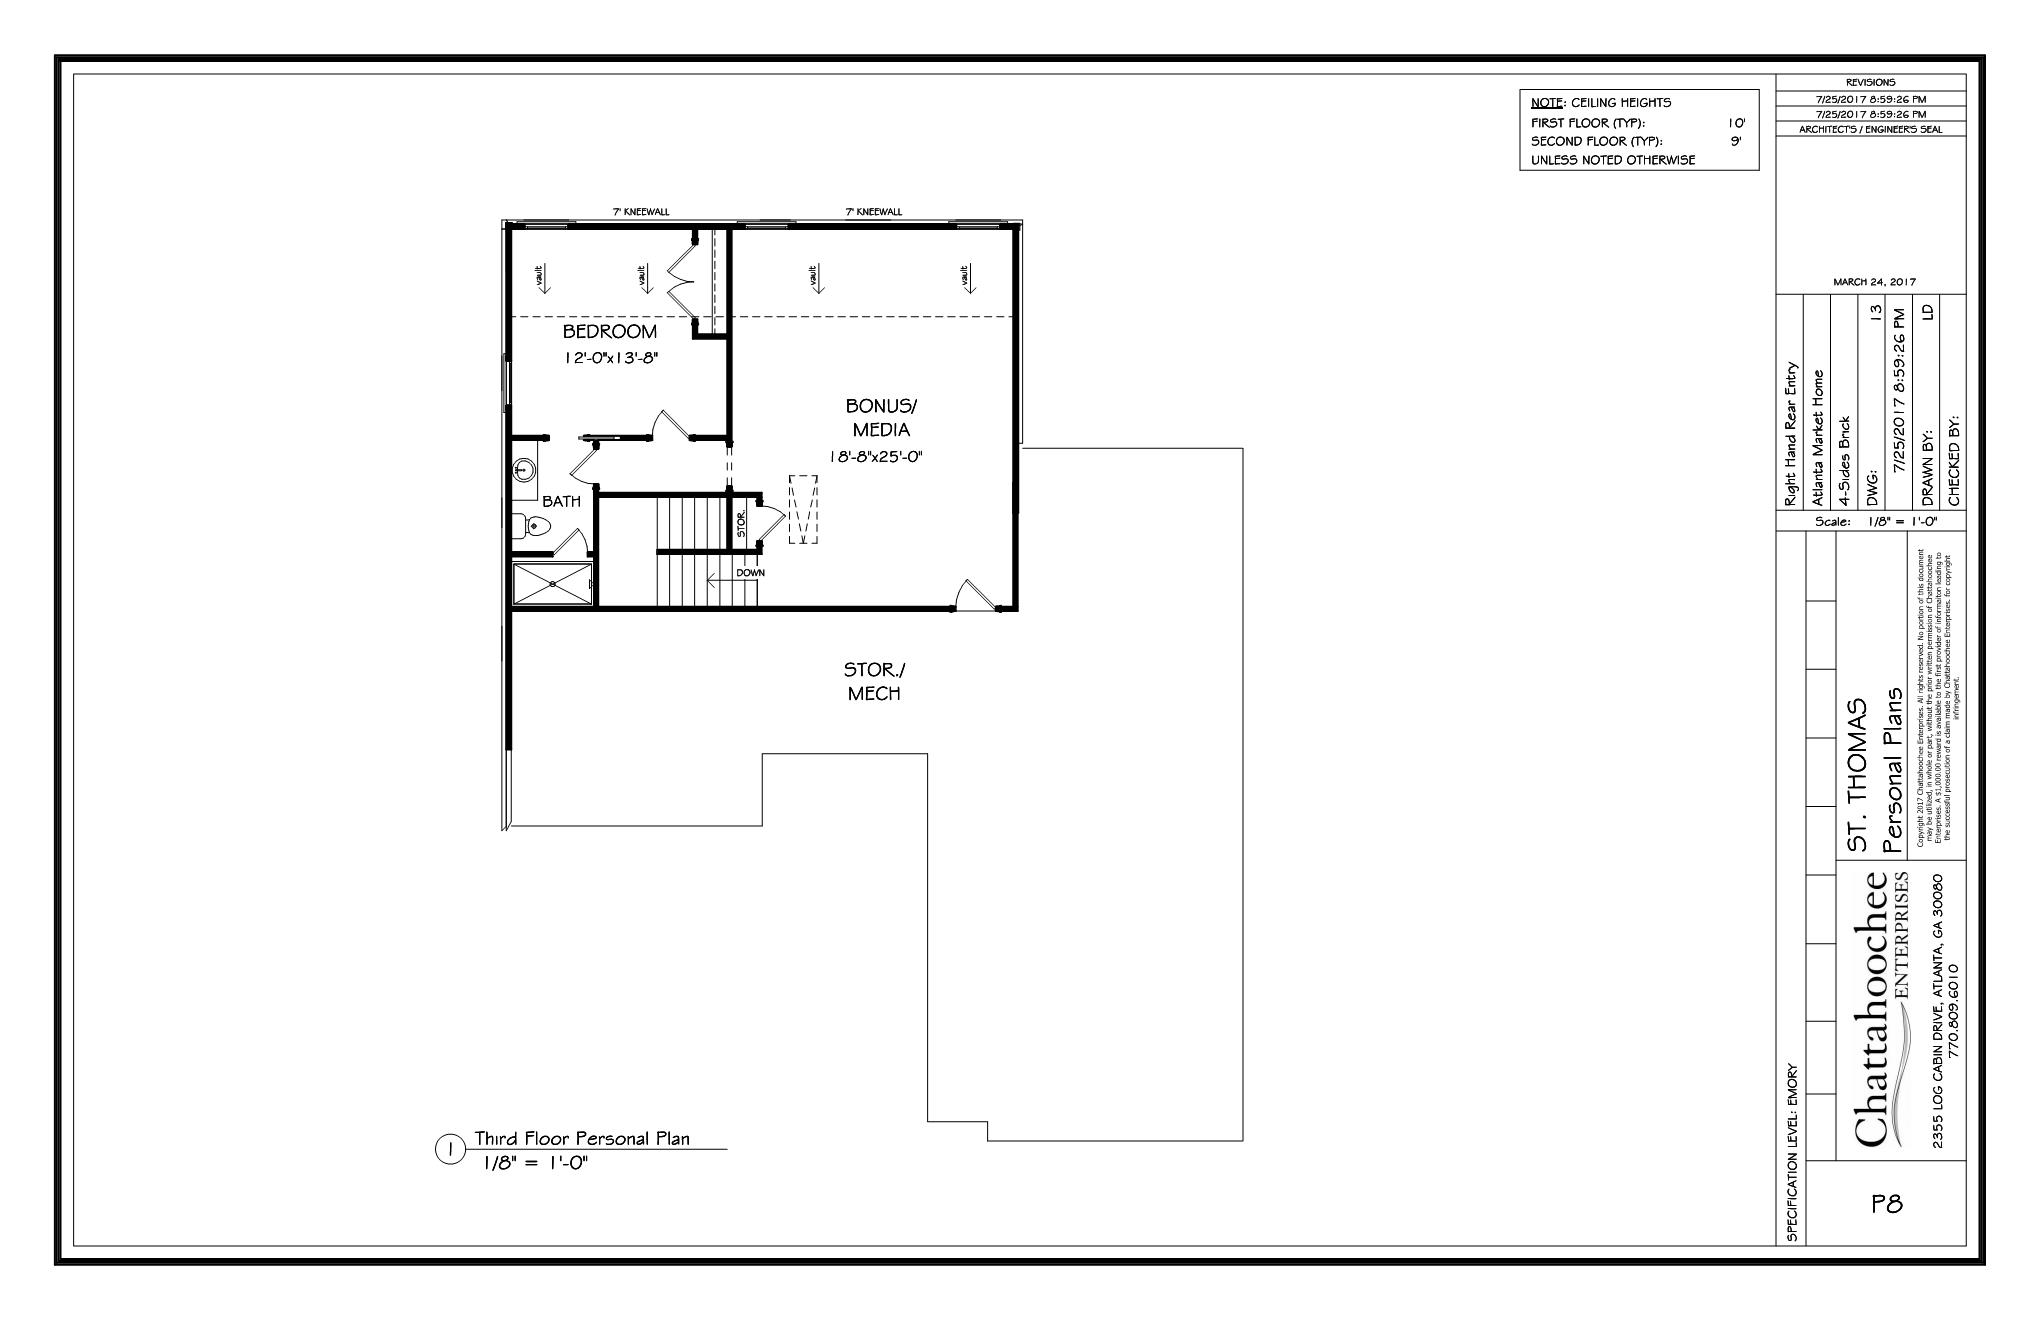 NOTE: CEILING HEIGHTS
FIRST FLOOR (TYP): 10'
SECOND FLOOR (TYP): 9'
UNLESS NOTED OTHERWISE
7' KNEEWALL
7' KNEEWALL
vault
vault
vault
vault
BEDROOM
12'-0"x13'-8"
BONUS/
MEDIA
18'-8"x25'-0"
BATH
STOR.
DOWN
STOR./
MECH
1
Third Floor Personal Plan
1/8" = 1'-0"
REVISIONS
7/25/2017 8:59:26 PM
7/25/2017 8:59:26 PM
ARCHITECT'S / ENGINEER'S SEAL
MARCH 24, 2017
Right Hand Rear Entry
Atlanta Market Home
4-Sides Brick
DWG: 13
7/25/2017 8:59:26 PM
DRAWN BY: LD
CHECKED BY:
Scale: 1/8" = 1'-0"
ST. THOMAS
Personal Plans
Copyright 2017 Chattahoochee Enterprises. All rights reserved. No portion of this document
may be utilized, in whole or part, without the prior written permission of Chattahoochee
Enterprises. A $1,000.00 reward is available to the first provider of informaiton leading to
the successful prosecution of a claim made by Chattahoochee Enterprises. for copyright
infringement.
Chattahoochee
ENTERPRISES
2355 LOG CABIN DRIVE, ATLANTA, GA 30080
770.809.6010
SPECIFICATION LEVEL: EMORY
P8